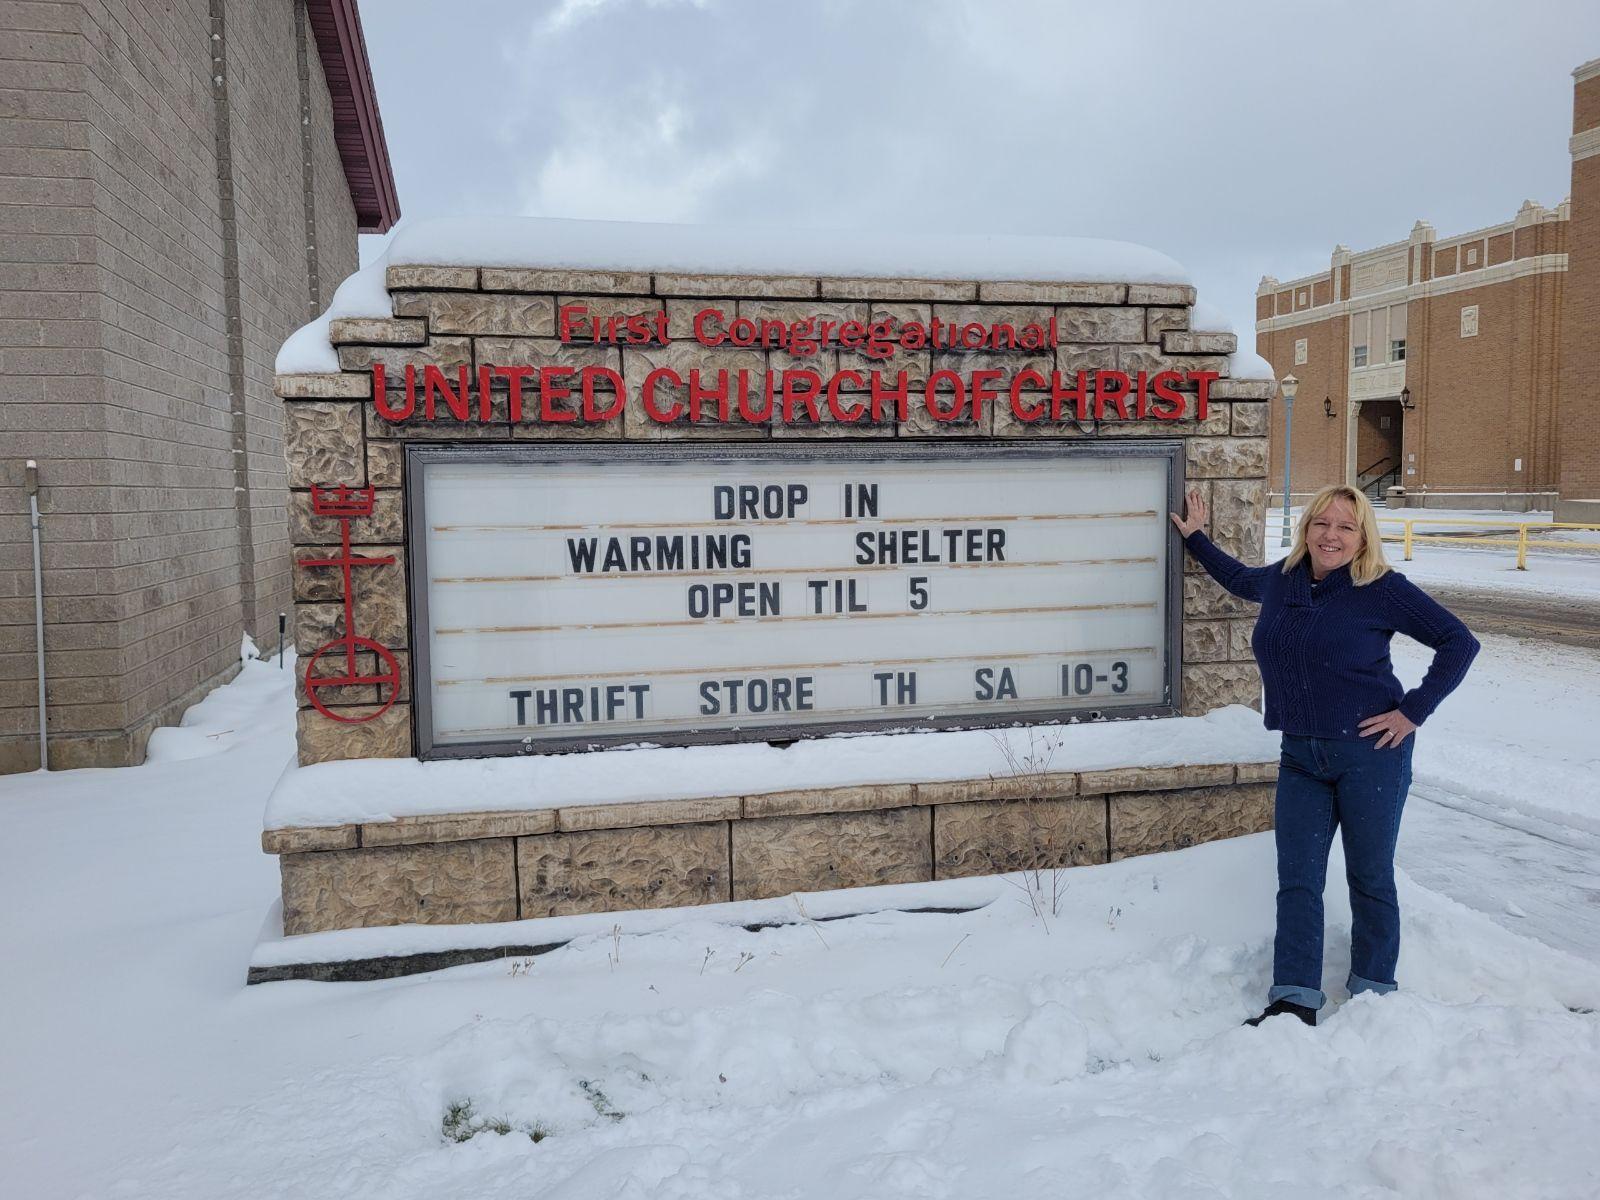 First Congregational
UNITED CHURCH OF CHRIST
DROP IN
WARMING SHELTER
OPEN TIL 5
THRIFT STORE TH SA 10-3